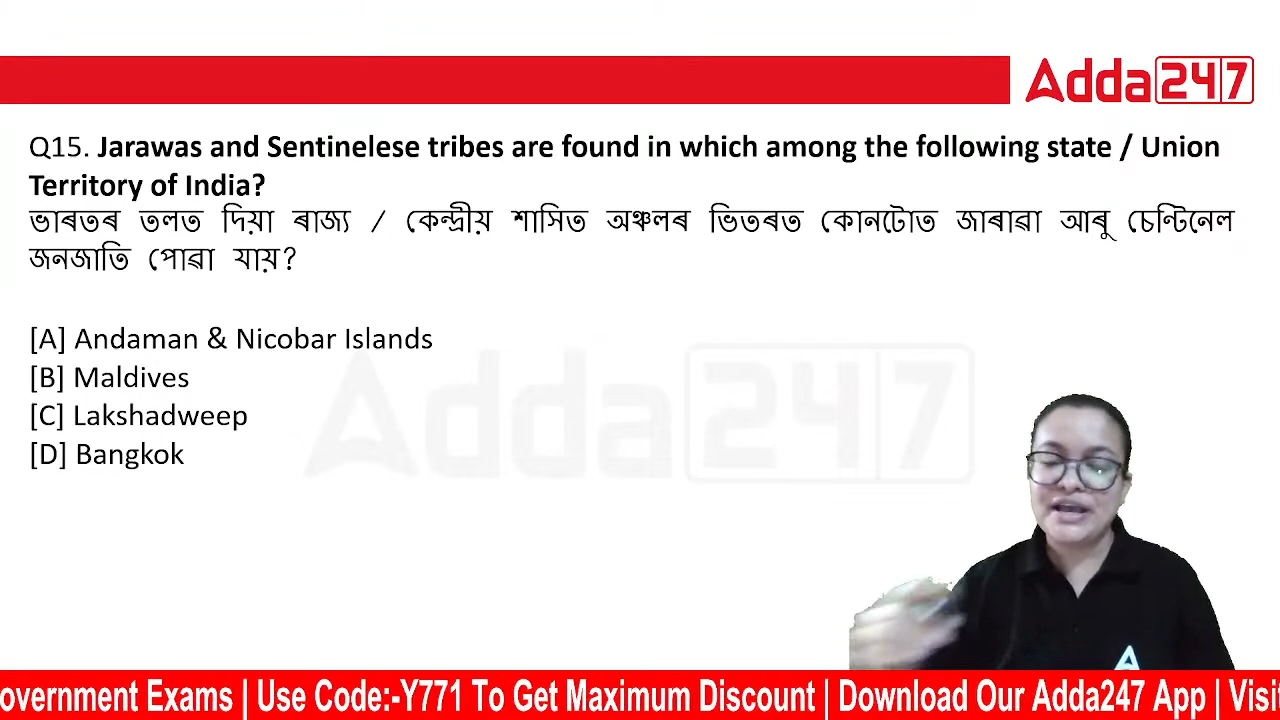 Adda247
Q15. Jarawas and Sentinelese tribes are found in which among the following state / Union
Territory of India?
ভাৰতৰ তলত দিয়া ৰাজ্য / কেন্দ্ৰীয় শাসিত অঞ্চলৰ ভিতৰত কোনটোত জাৰাৱা আৰু চেণ্টিনেল
জনজাতি পোৱা যায়?
[A] Andaman & Nicobar Islands
[B] Maldives
[C] Lakshadweep
[D] Bangkok
Adda247
overnment Exams | Use Code:-Y771 To Get Maximum Discount | Download Our Adda247 App | Visi